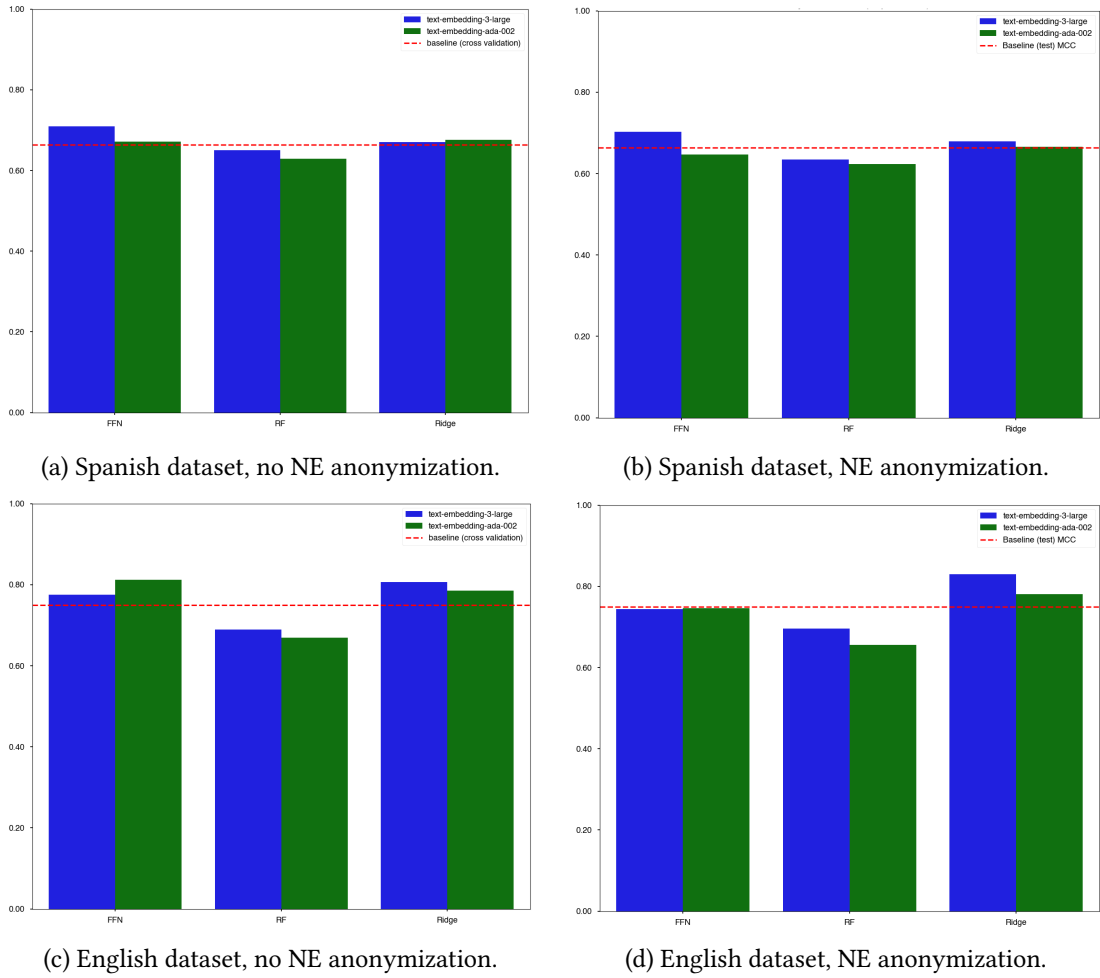 1.00
0.80
0.60
0.40
0.20
0.00
text-embedding-3-large
text-embedding-ada-002
baseline (cross validation)
FFN
RF
Ridge
(a) Spanish dataset, no NE anonymization.
1.00
0.80
0.60
0.40
0.20
0.00
text-embedding-3-large
text-embedding-ada-002
Baseline (test) MCC
FFN
RF
Ridge
(b) Spanish dataset, NE anonymization.
1.00
0.80
0.60
0.40
0.20
0.00
text-embedding-3-large
text-embedding-ada-002
baseline (cross validation)
FFN
RF
Ridge
(c) English dataset, no NE anonymization.
1.00
0.80
0.60
0.40
0.20
0.00
text-embedding-3-large
text-embedding-ada-002
Baseline (test) MCC
FFN
RF
Ridge
(d) English dataset, NE anonymization.